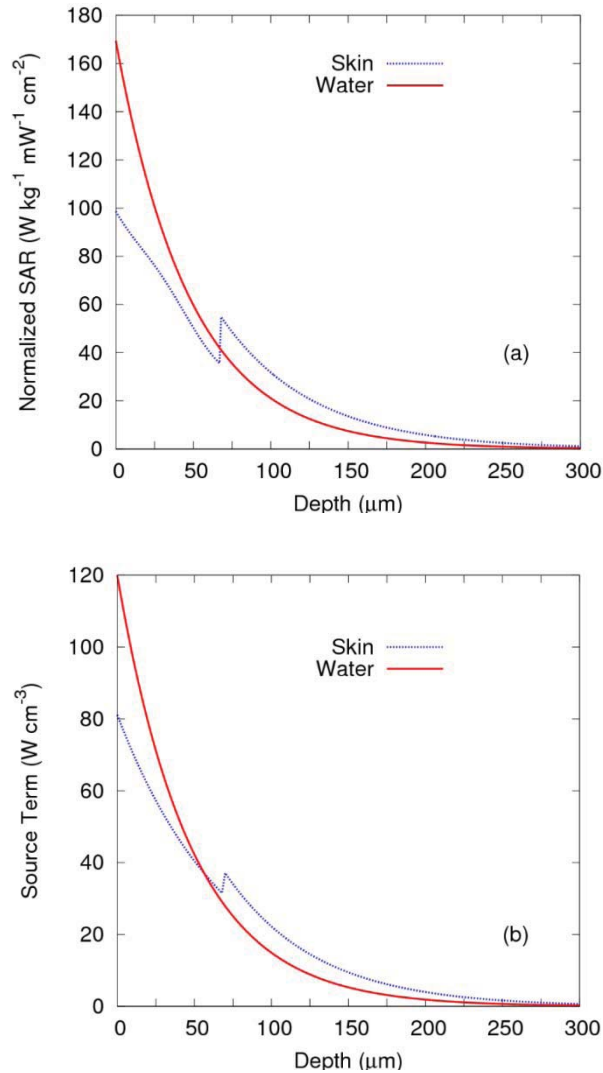 180
160
140
120
100
80
60
40
20
0
Normalized SAR (W kg⁻¹ mW⁻¹ cm⁻²)
Skin
Water
(a)
0 50 100 150 200 250 300
Depth (μm)
120
100
80
60
40
20
0
Source Term (W cm⁻³)
Skin
Water
(b)
0 50 100 150 200 250 300
Depth (μm)